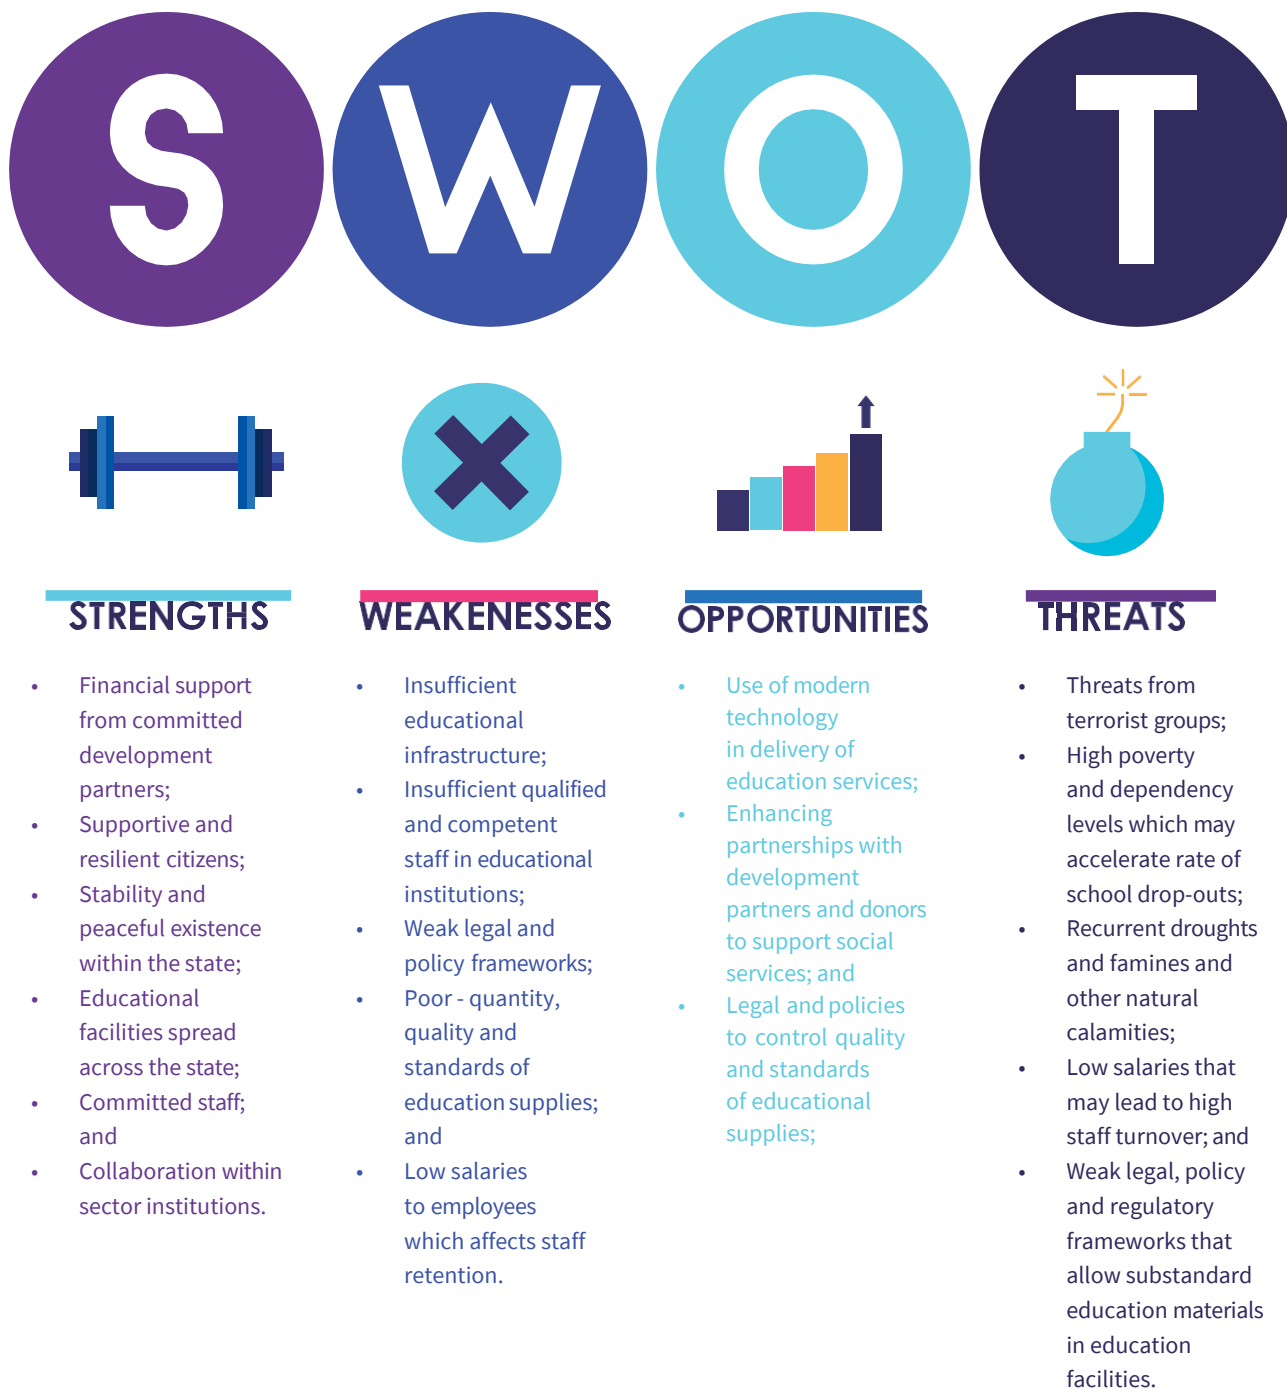 S W O T
STRENGTHS
• Financial support
from committed
development
partners;
• Supportive and
resilient citizens;
• Stability and
peaceful existence
within the state;
• Educational
facilities spread
across the state;
• Committed staff;
and
• Collaboration within
sector institutions.
WEAKENESSES
• Insufficient
educational
infrastructure;
• Insufficient qualified
and competent
staff in educational
institutions;
• Weak legal and
policy frameworks;
• Poor - quantity,
quality and
standards of
education supplies;
and
• Low salaries
to employees
which affects staff
retention.
OPPORTUNITIES
• Use of modern
technology
in delivery of
education services;
• Enhancing
partnerships with
development
partners and donors
to support social
services; and
• Legal and policies
to control quality
and standards
of educational
supplies;
THREATS
• Threats from
terrorist groups;
• High poverty
and dependency
levels which may
accelerate rate of
school drop-outs;
• Recurrent droughts
and famines and
other natural
calamities;
• Low salaries that
may lead to high
staff turnover; and
• Weak legal, policy
and regulatory
frameworks that
allow substandard
education materials
in education
facilities.